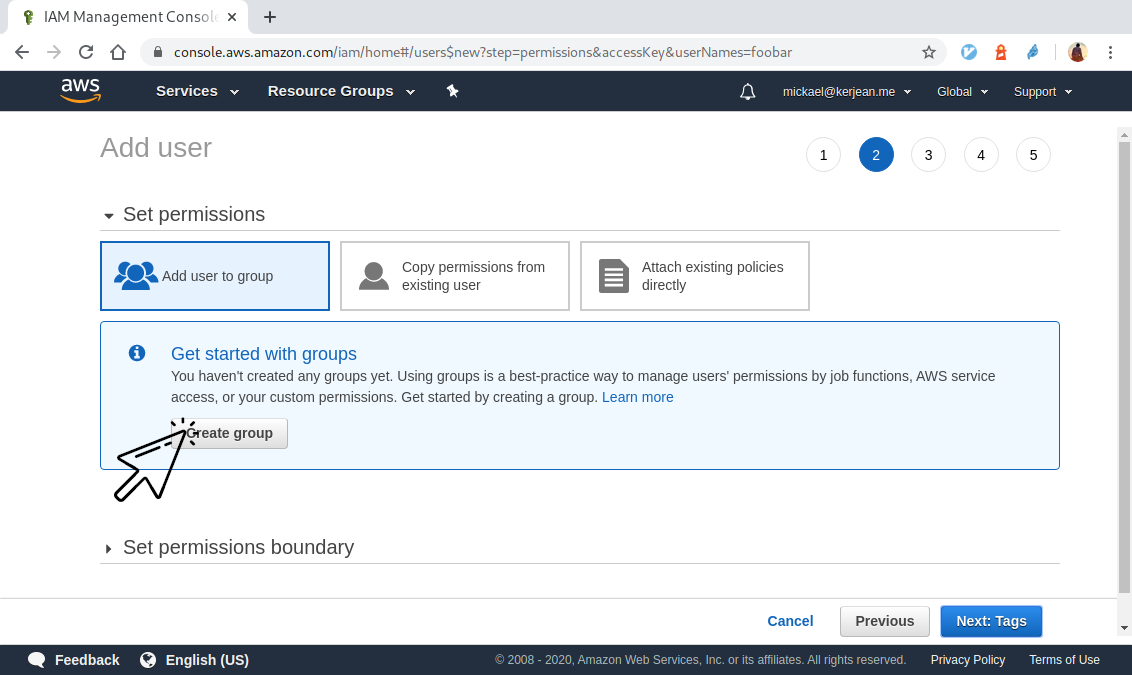 IAM Management Console
console.aws.amazon.com/iam/home#/users$new?step=permissions&accessKey&userNames=foobar
aws
Services
Resource Groups
mickael@kerjean.me
Global
Support
Add user
1
2
3
4
5
Set permissions
Add user to group
Copy permissions from
existing user
Attach existing policies
directly
Get started with groups
You haven't created any groups yet. Using groups is a best-practice way to manage users' permissions by job functions, AWS service
access, or your custom permissions. Get started by creating a group. Learn more
Create group
Set permissions boundary
Cancel
Previous
Next: Tags
Feedback
English (US)
© 2008 - 2020, Amazon Web Services, Inc. or its affiliates. All rights reserved.
Privacy Policy
Terms of Use